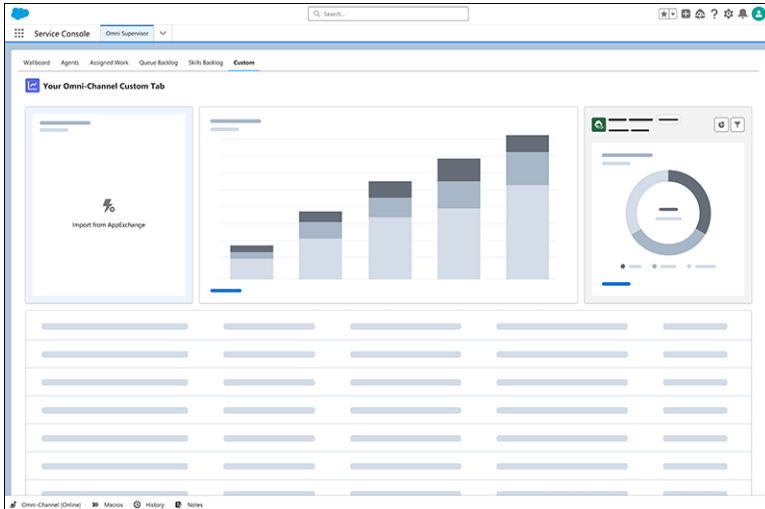 Search...
Service Console Omni Supervisor
Wallboard Agents Assigned Work Queue Backlog Skills Backlog Custom
Your Omni-Channel Custom Tab
Import from AppExchange
Omni-Channel (Online) Macros History Notes